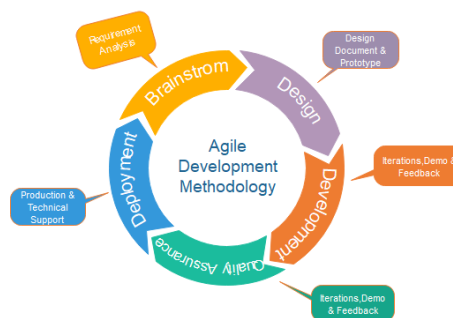 Requirement
Analysis
Brainstrom
Design
Design
Document &
Prototype
Agile
Development
Methodology
Development
Iterations,Demo &
Feedback
Deployment
Production &
Technical
Support
Quality Assurance
Iterations,Demo
& Feedback